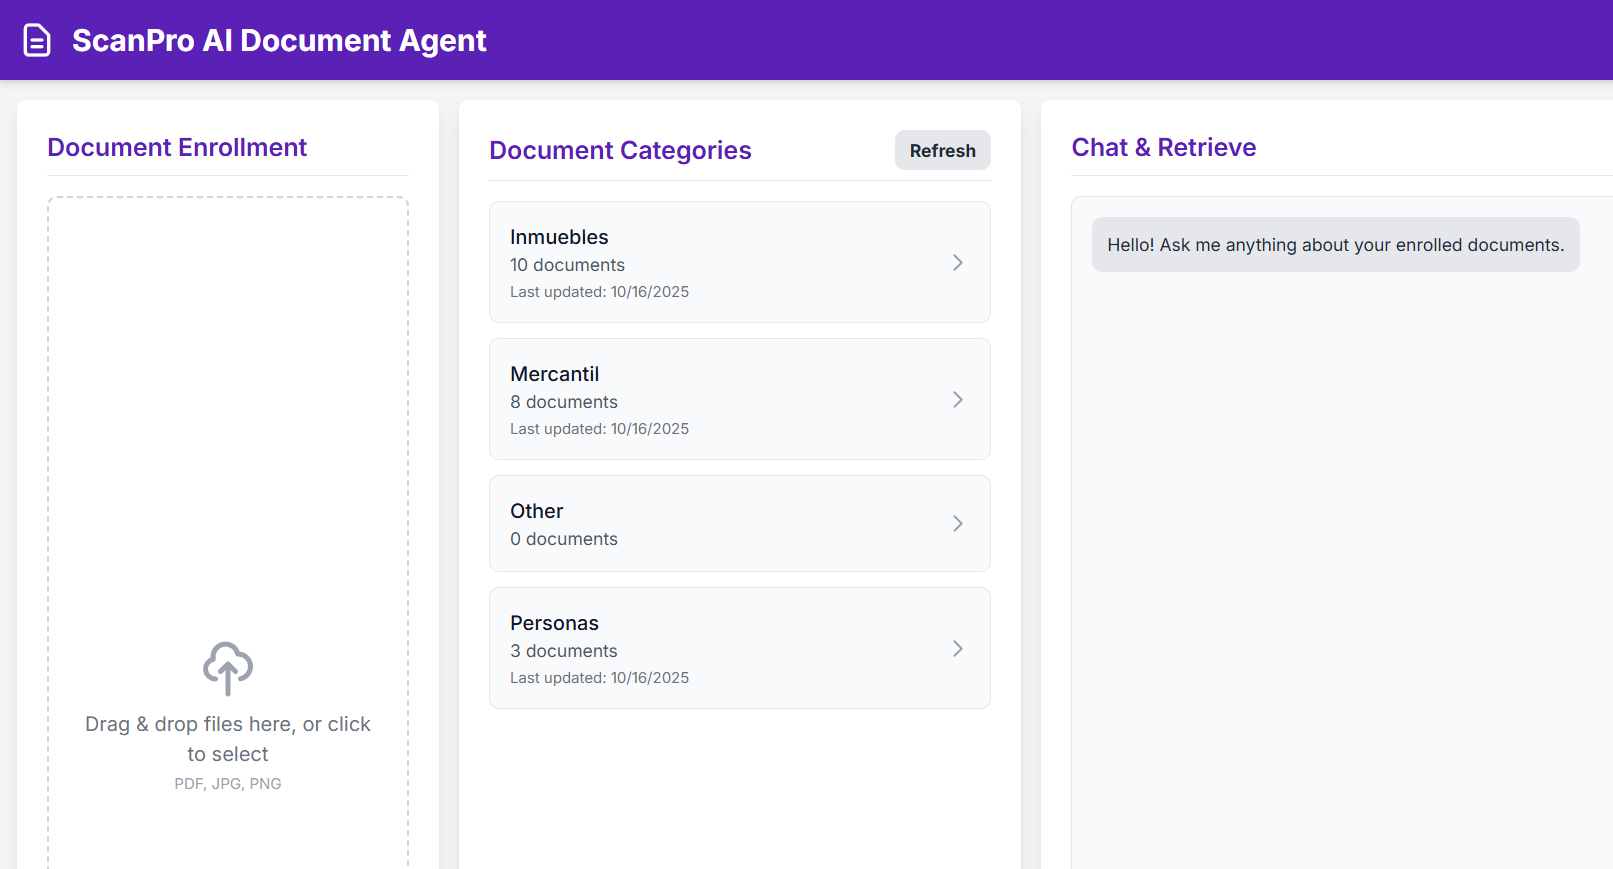 ScanPro AI Document Agent
Document Enrollment
Drag & drop files here, or click
to select
PDF, JPG, PNG
Document Categories
Refresh
Inmuebles
10 documents
Last updated: 10/16/2025
Mercantil
8 documents
Last updated: 10/16/2025
Other
0 documents
Personas
3 documents
Last updated: 10/16/2025
Chat & Retrieve
Hello! Ask me anything about your enrolled documents.